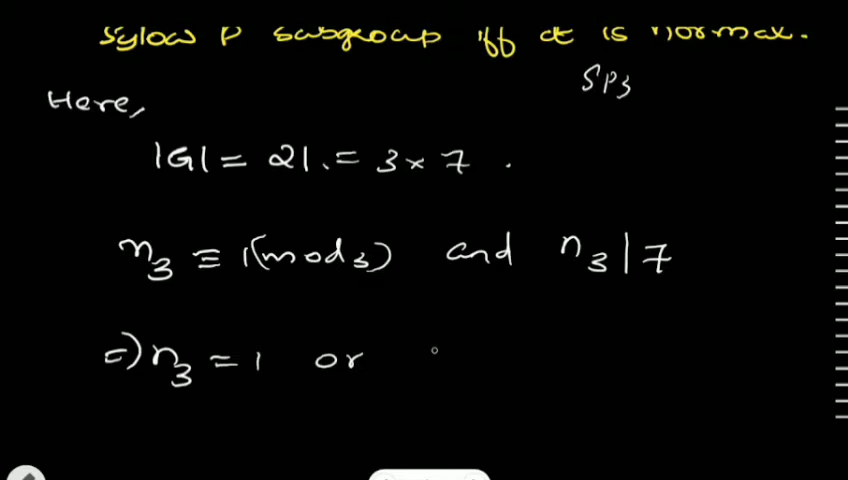 Sylow P subgroup iff it is normal.
SP3
Here,
|G| = 21. = 3 × 7 .
n₃ ≡ 1(mod 3) and n₃ | 7
=) n₃ = 1 or